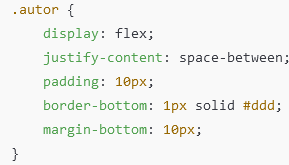 .autor {
    display: flex;
    justify-content: space-between;
    padding: 10px;
    border-bottom: 1px solid #ddd;
    margin-bottom: 10px;
}